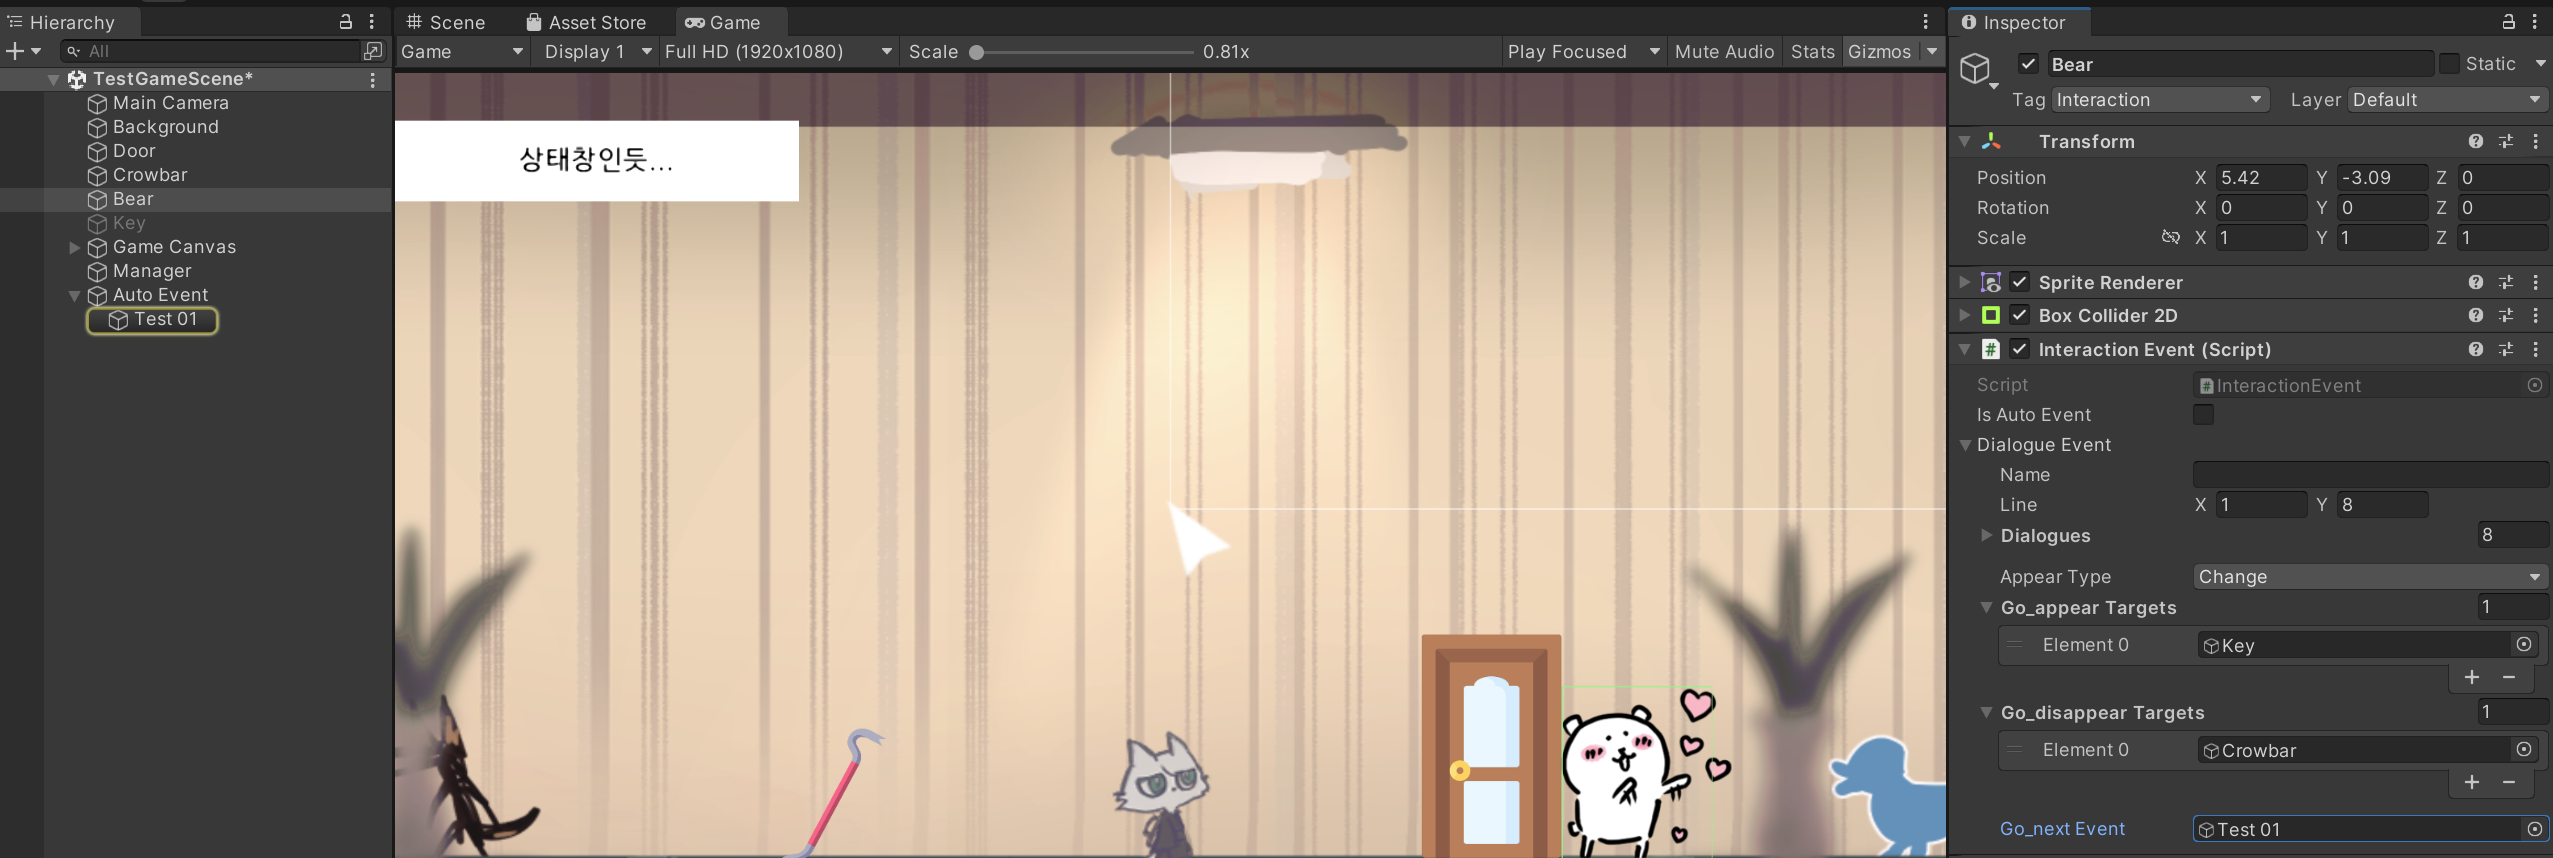 Hierarchy
All
TestGameScene*
Main Camera
Background
Door
Crowbar
Bear
Key
Game Canvas
Manager
Auto Event
Test 01
Scene
Asset Store
Game
Game
Display 1
Full HD (1920x1080)
Scale
0.81x
Play Focused
Mute Audio
Stats
Gizmos
상태창인듯...
Inspector
Bear
Static
Tag
Interaction
Layer
Default
Transform
Position X 5.42 Y -3.09 Z 0
Rotation X 0 Y 0 Z 0
Scale X 1 Y 1 Z 1
Sprite Renderer
Box Collider 2D
Interaction Event (Script)
Script InteractionEvent
Is Auto Event
Dialogue Event
Name
Line X 1 Y 8
Dialogues 8
Appear Type Change
Go_appear Targets 1
Element 0 Key
Go_disappear Targets 1
Element 0 Crowbar
Go_next Event Test 01